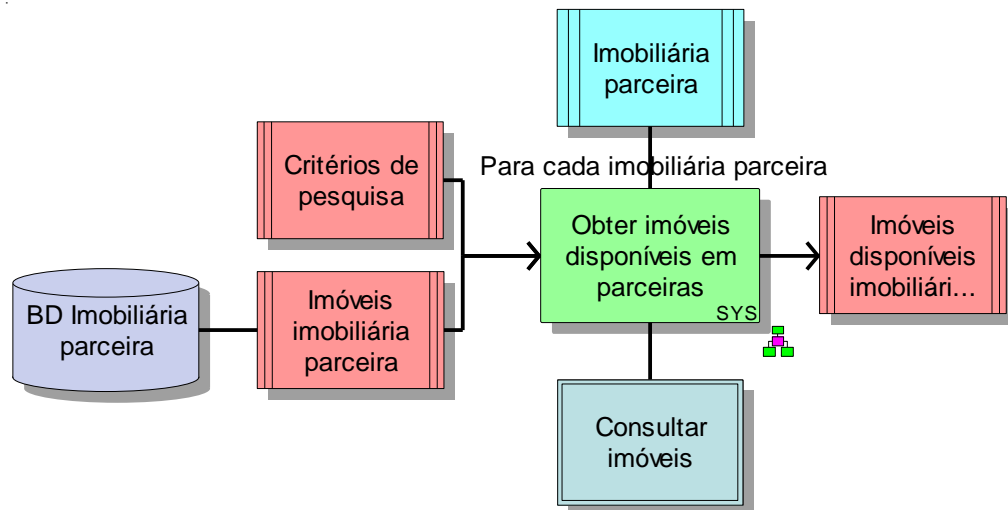 Imobiliária
parceira
Critérios de
pesquisa
Para cada imobiliária parceira
Obter imóveis
disponíveis em
parceiras
SYS
Imóveis
disponíveis
imobiliári...
BD Imobiliária
parceira
Imóveis
imobiliária
parceira
Consultar
imóveis